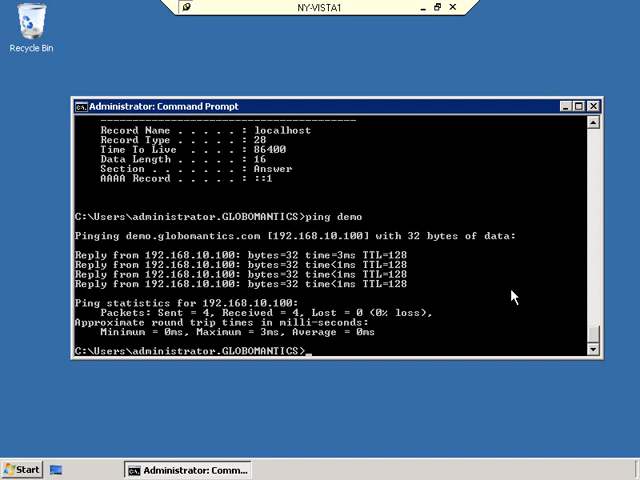 NY-VISTA1
Recycle Bin
Administrator: Command Prompt
----------------------------------------
Record Name . . . . . : localhost
Record Type . . . . . : 28
Time To Live . . . . : 86400
Data Length . . . . . : 16
Section . . . . . . . : Answer
AAAA Record . . . . . : ::1
C:\Users\administrator.GLOBOMANTICS>ping demo
Pinging demo.globomantics.com [192.168.10.100] with 32 bytes of data:
Reply from 192.168.10.100: bytes=32 time=3ms TTL=128
Reply from 192.168.10.100: bytes=32 time<1ms TTL=128
Reply from 192.168.10.100: bytes=32 time<1ms TTL=128
Reply from 192.168.10.100: bytes=32 time<1ms TTL=128
Ping statistics for 192.168.10.100:
Packets: Sent = 4, Received = 4, Lost = 0 (0% loss),
Approximate round trip times in milli-seconds:
Minimum = 0ms, Maximum = 3ms, Average = 0ms
C:\Users\administrator.GLOBOMANTICS>_
Start
Administrator: Comm...